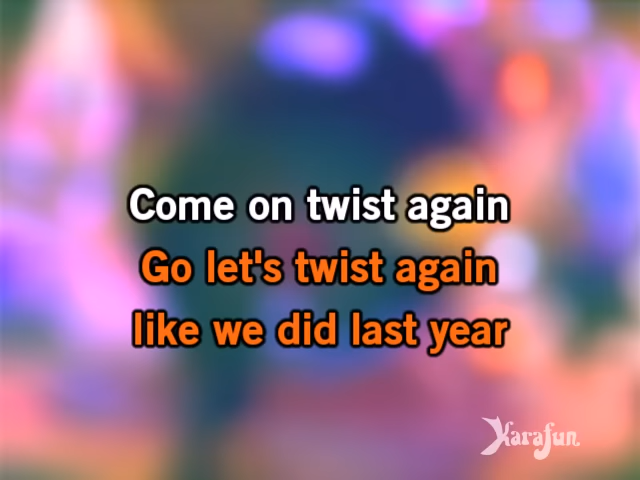 Come on twist again
Go let's twist again
like we did last year
Karafun